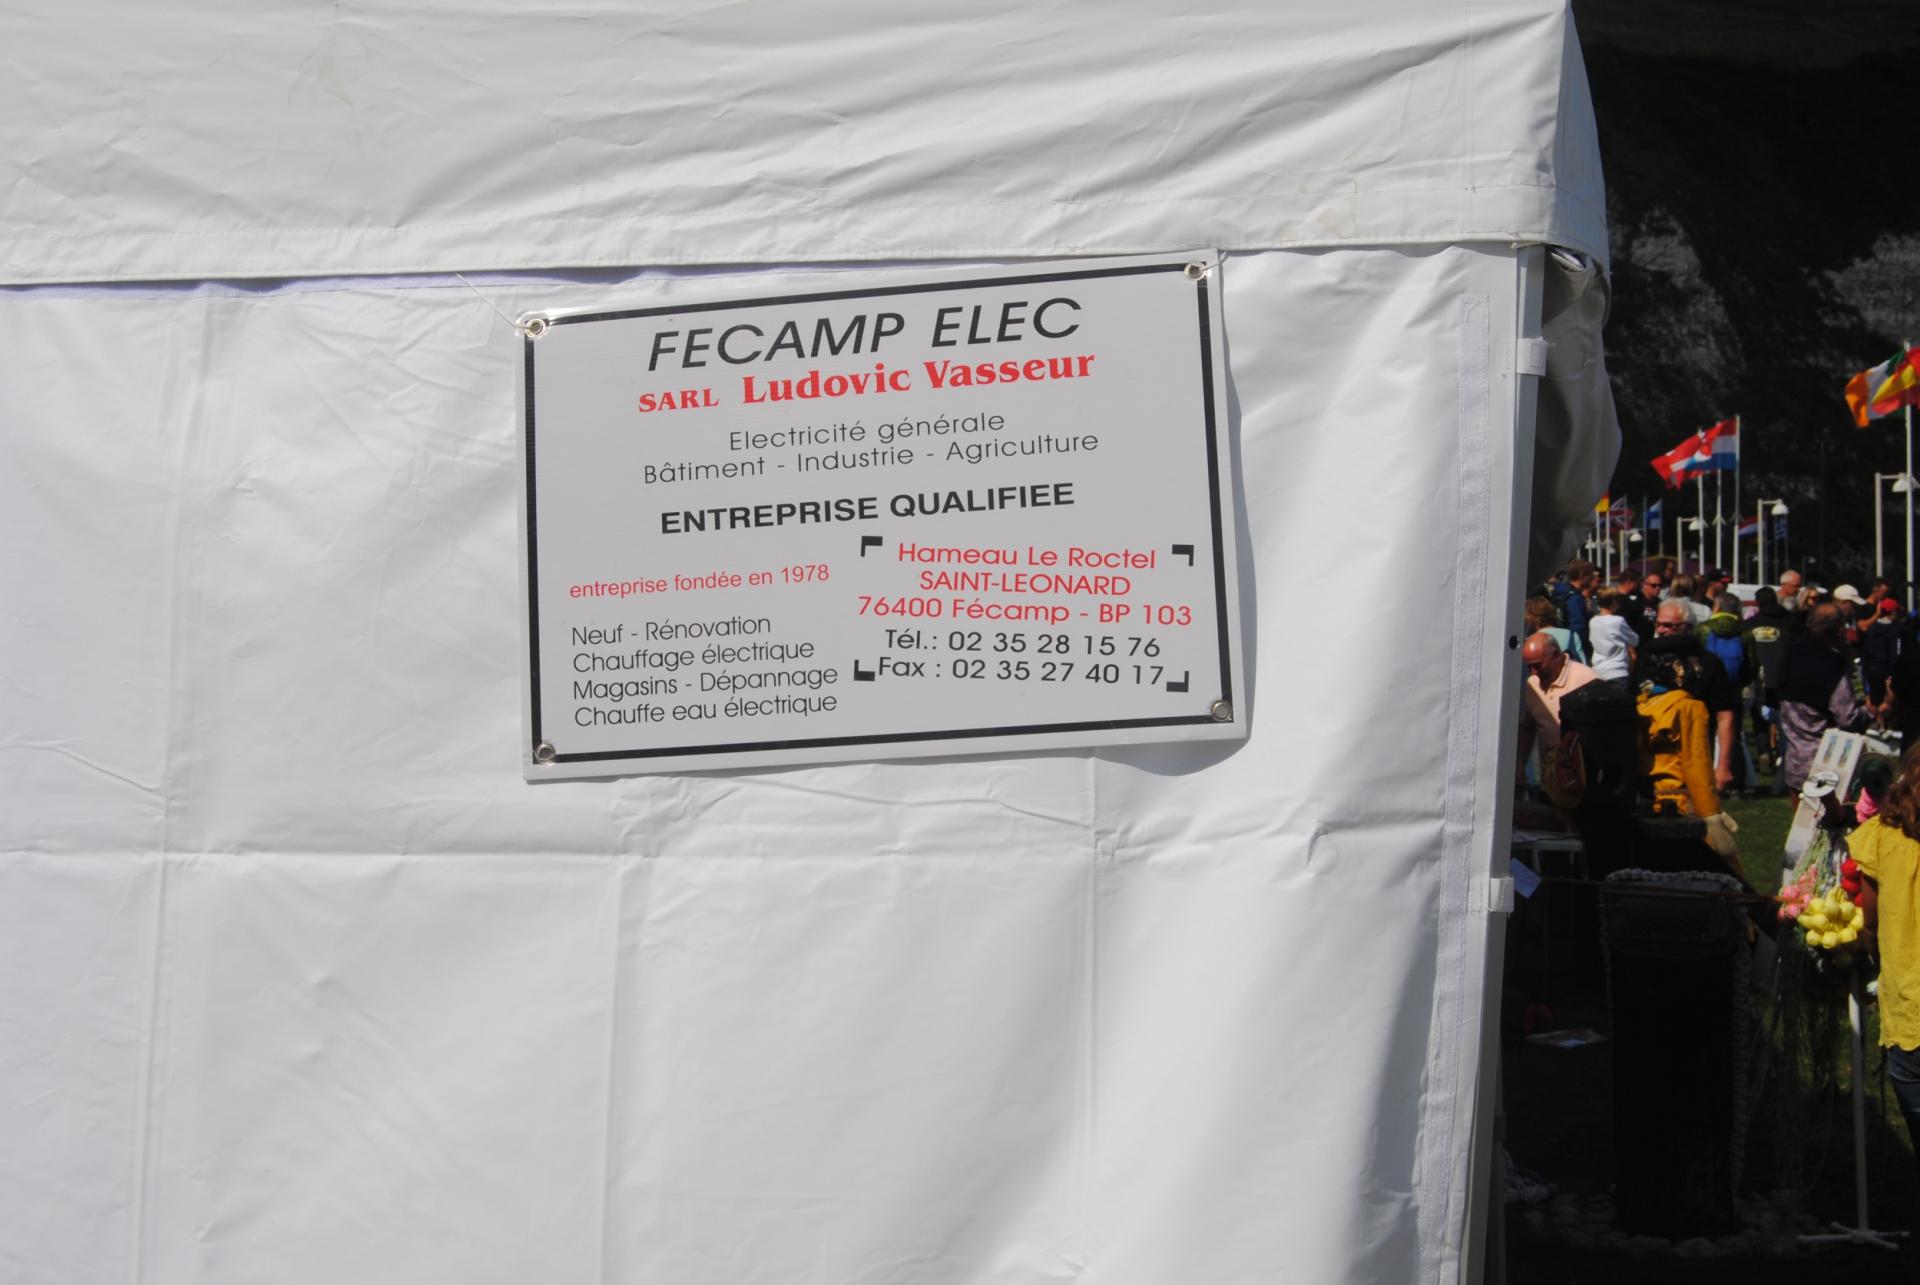 FECAMP ELEC
SARL Ludovic Vasseur
Electricité générale
Bâtiment - Industrie - Agriculture
ENTREPRISE QUALIFIEE
entreprise fondée en 1978
Neuf - Rénovation
Chauffage électrique
Magasins - Dépannage
Chauffe eau électrique
Hameau Le Roctel
SAINT-LEONARD
76400 Fécamp - BP 103
Tél.: 02 35 28 15 76
Fax : 02 35 27 40 17